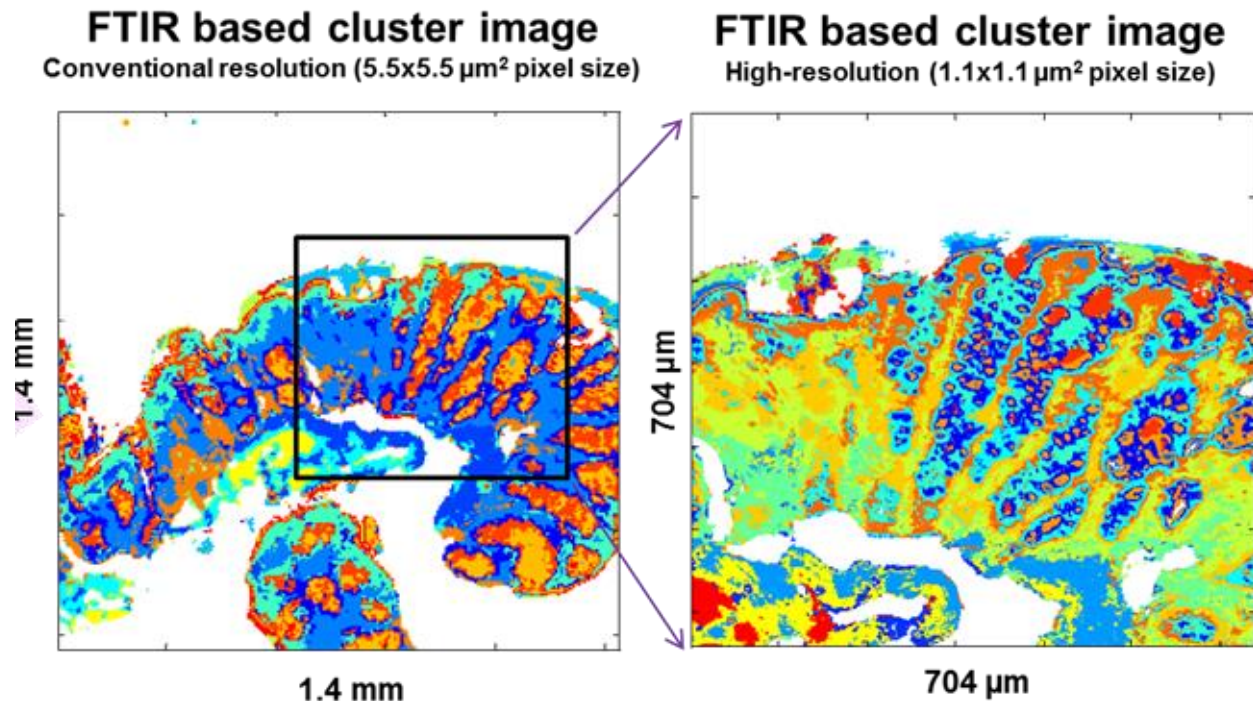 FTIR based cluster image
Conventional resolution (5.5x5.5 µm² pixel size)
1.4 mm
1.4 mm
FTIR based cluster image
High-resolution (1.1x1.1 µm² pixel size)
704 µm
704 µm